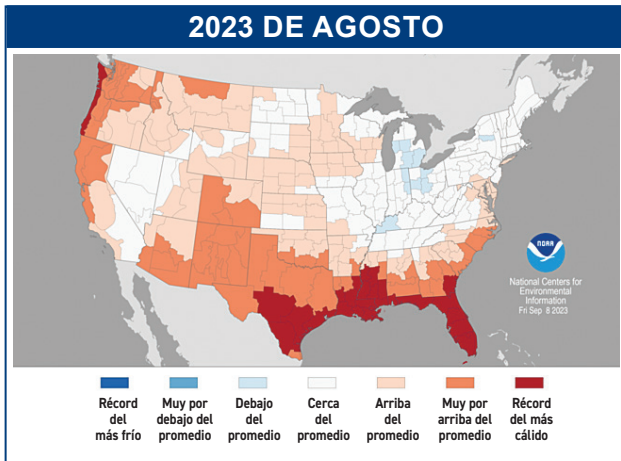 2023 DE AGOSTO
NOAA
National Centers for
Environmental
Information
Fri Sep 8 2023
Récord
del
más frío
Muy por
debajo del
promedio
Debajo
del
promedio
Cerca
del
promedio
Arriba
del
promedio
Muy por
arriba del
promedio
Récord
del más
cálido